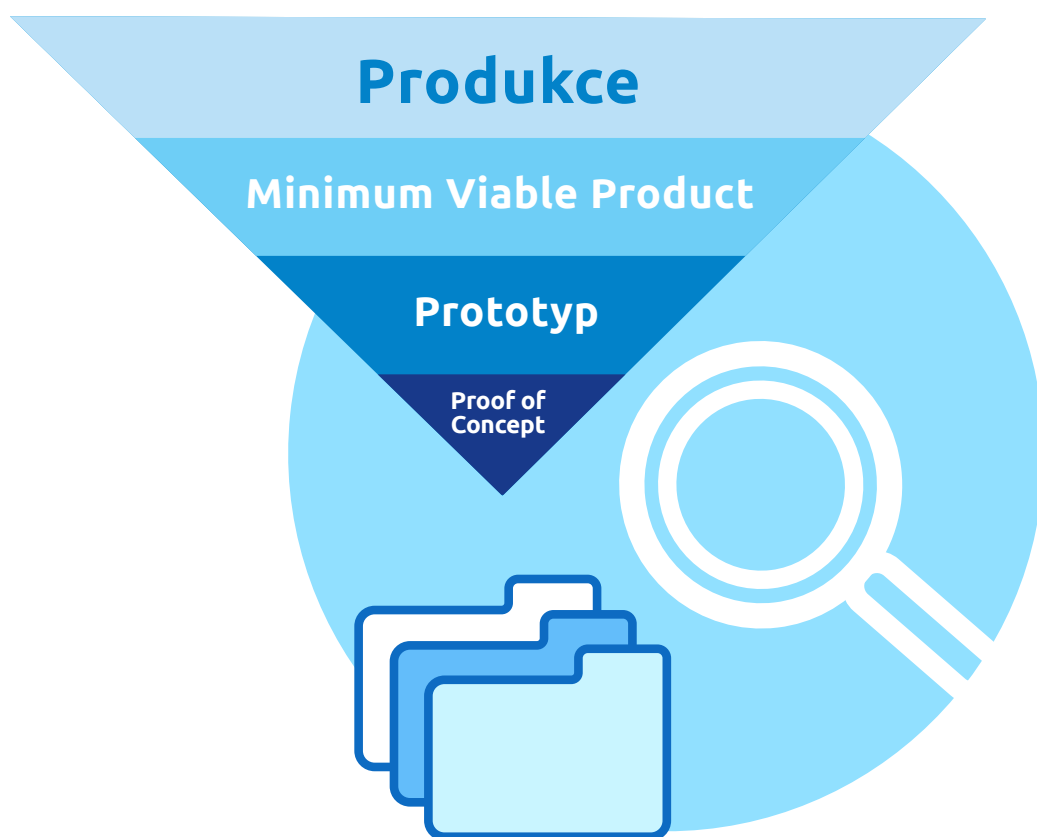 Produkce
Minimum Viable Product
Prototyp
Proof of
Concept